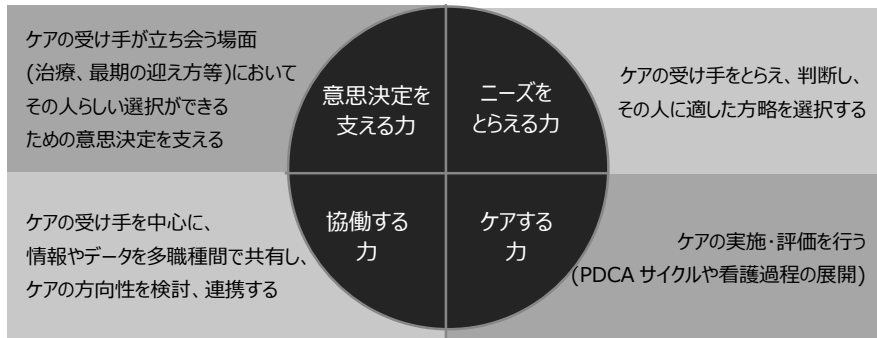 ケアの受け手が立ち会う場面
(治療、最期の迎え方等)において
その人らしい選択ができる
ための意思決定を支える
意思決定を
支える力
ニーズを
とらえる力
ケアの受け手をとらえ、判断し、
その人に適した方略を選択する
ケアの受け手を中心に、
情報やデータを多職種間で共有し、
ケアの方向性を検討、連携する
協働する
力
ケアする
力
ケアの実施・評価を行う
(PDCA サイクルや看護過程の展開)